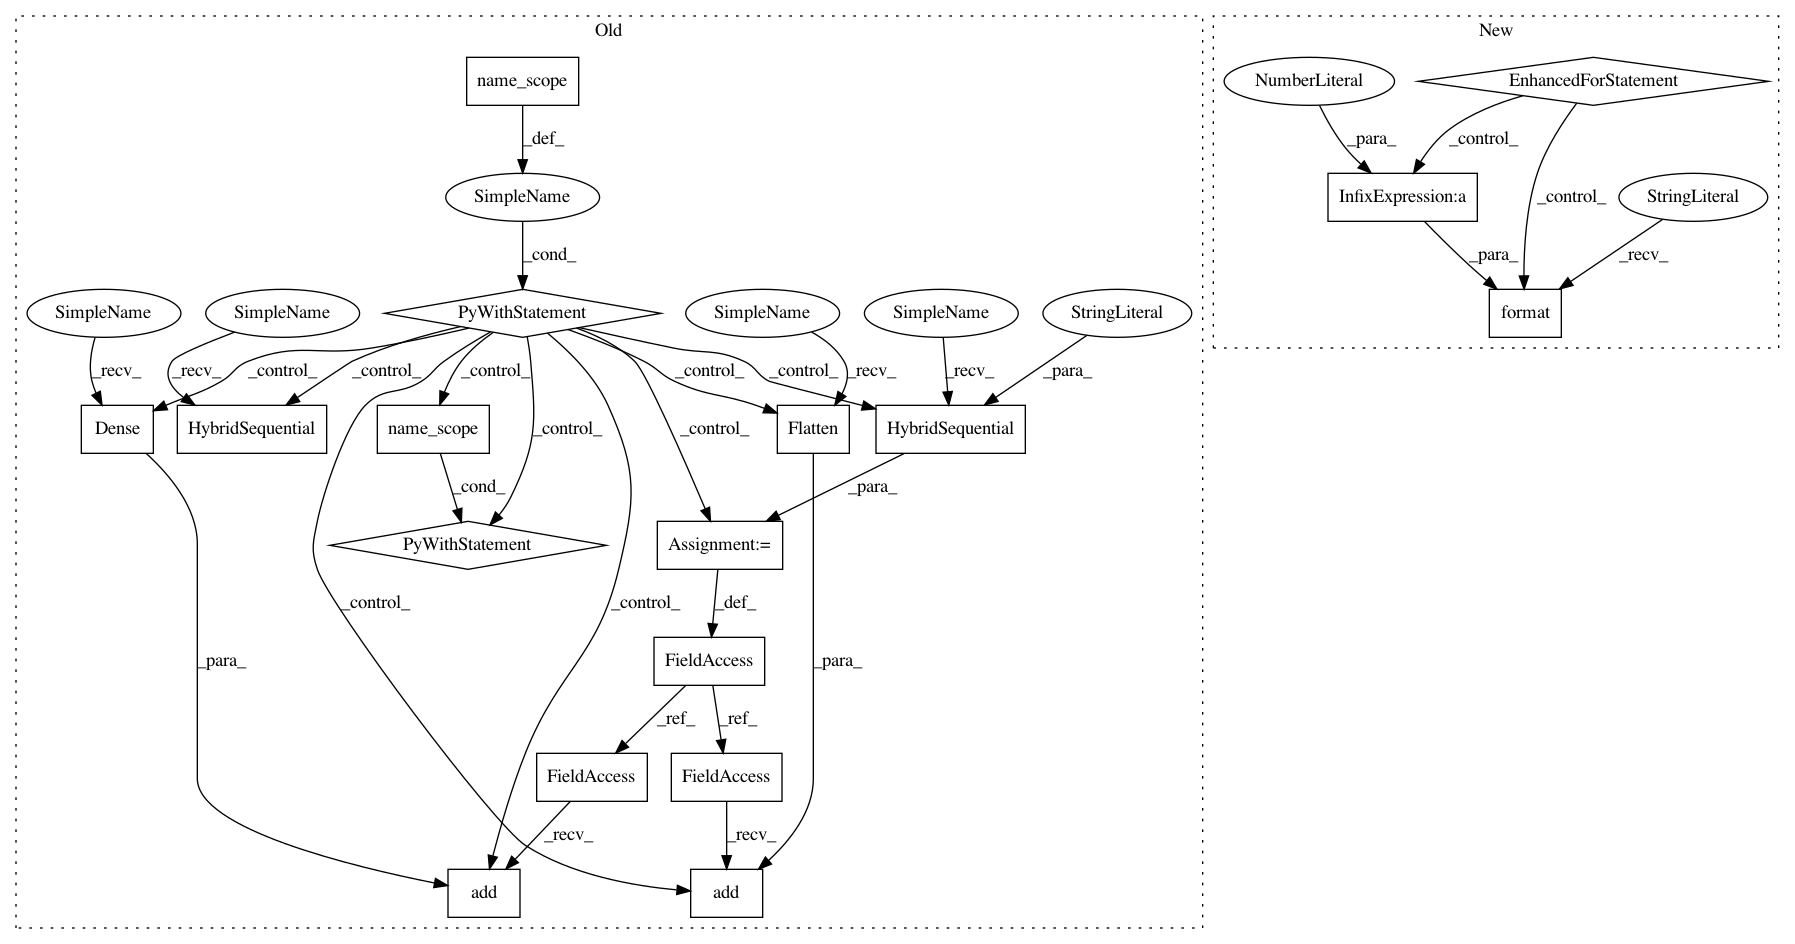 Old
New
name_scope
NumberLiteral
EnhancedForStatement
_def_
_para_
_control_
SimpleName
InfixExpression:a
_control_
StringLiteral
_cond_
_para_
_recv_
SimpleName
SimpleName
PyWithStatement
SimpleName
SimpleName
StringLiteral
format
_recv_
_recv_
_control_
_control_
_control_
_control_
_recv_
_control_
_recv_
_para_
Dense
HybridSequential
name_scope
_control_
_control_
Flatten
HybridSequential
_cond_
_para_
PyWithStatement
Assignment:=
_control_
_control_
_def_
_para_
FieldAccess
_para_
_ref_
_ref_
FieldAccess
FieldAccess
_recv_
_recv_
add
add